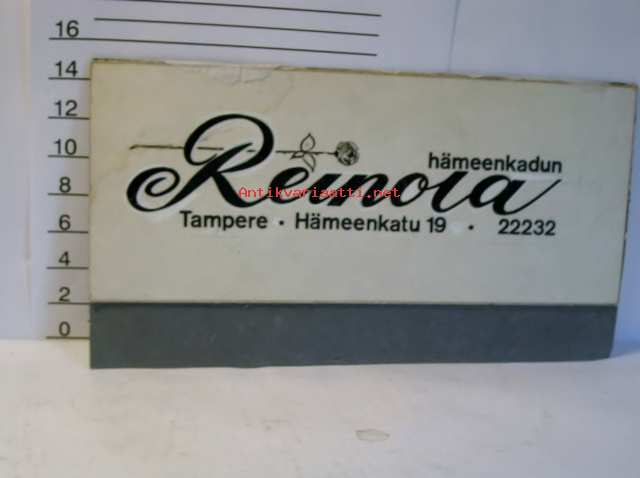 16
14
12
10
8
6
4
2
0
hämeenkadun
Reinola
Antikvariaatti.net
Tampere · Hämeenkatu 19 · 22232